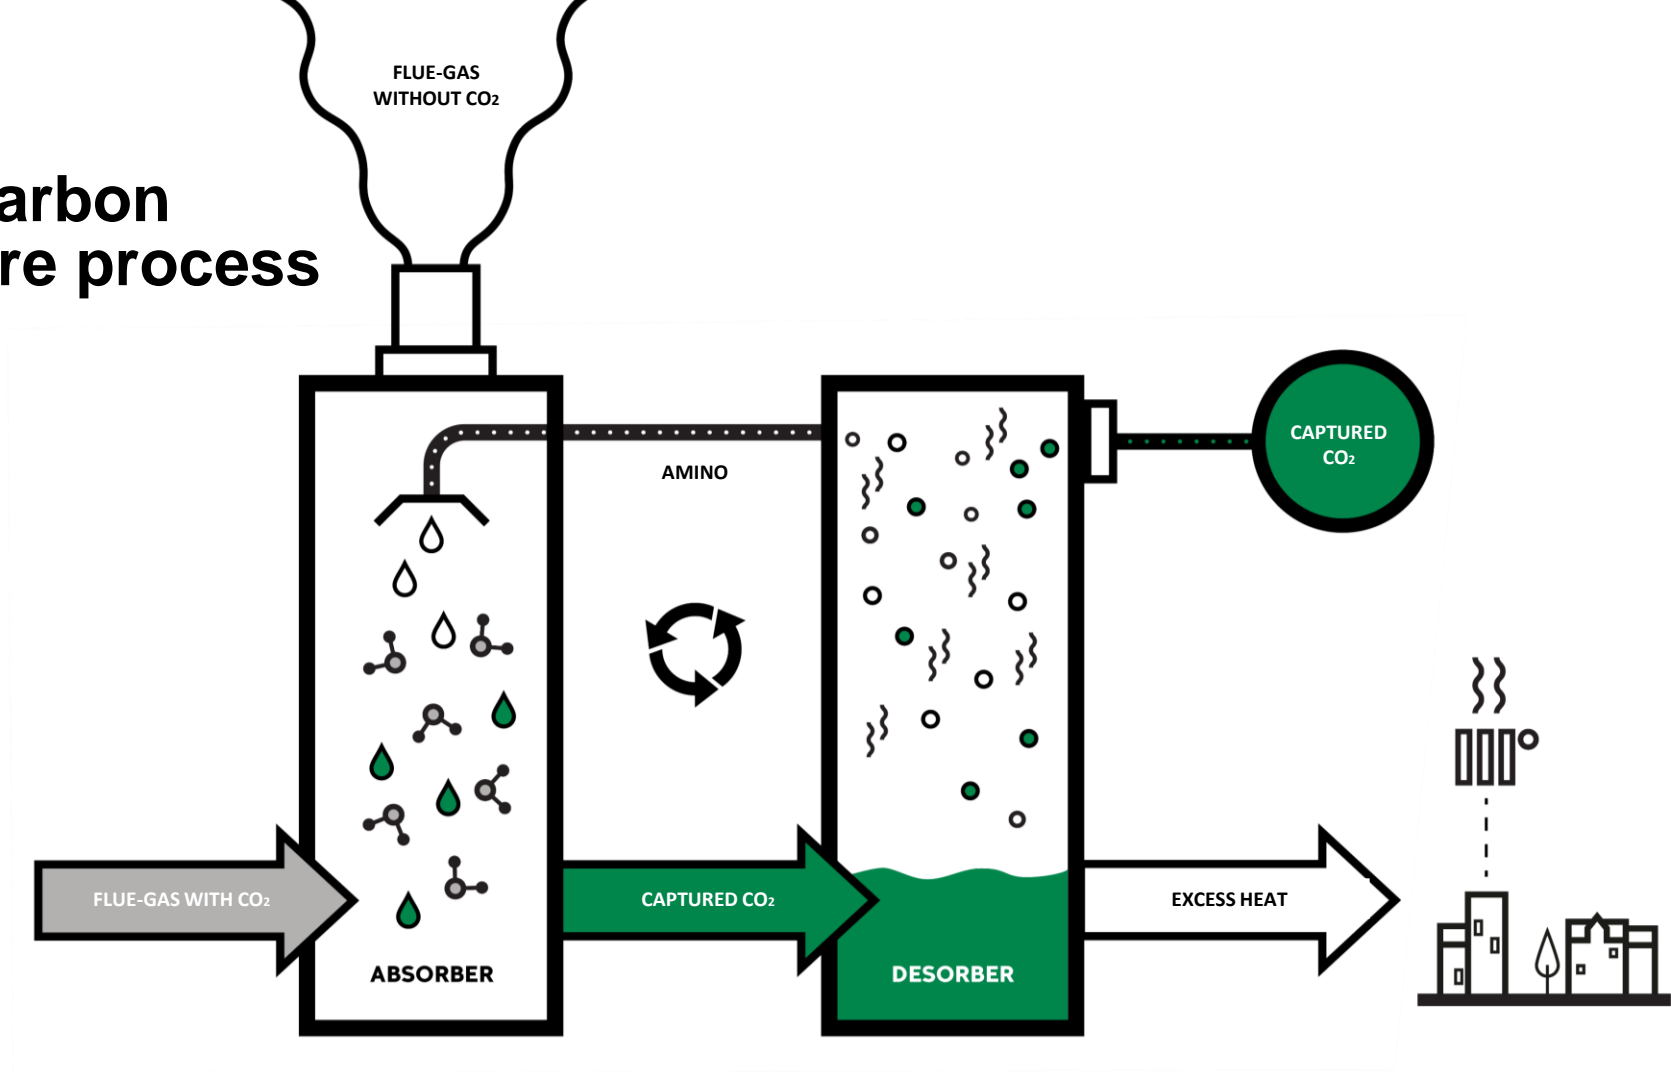 FLUE-GAS
WITHOUT CO₂
arbon
re process
AMINO
CAPTURED
CO₂
FLUE-GAS WITH CO₂
CAPTURED CO₂
EXCESS HEAT
ABSORBER
DESORBER